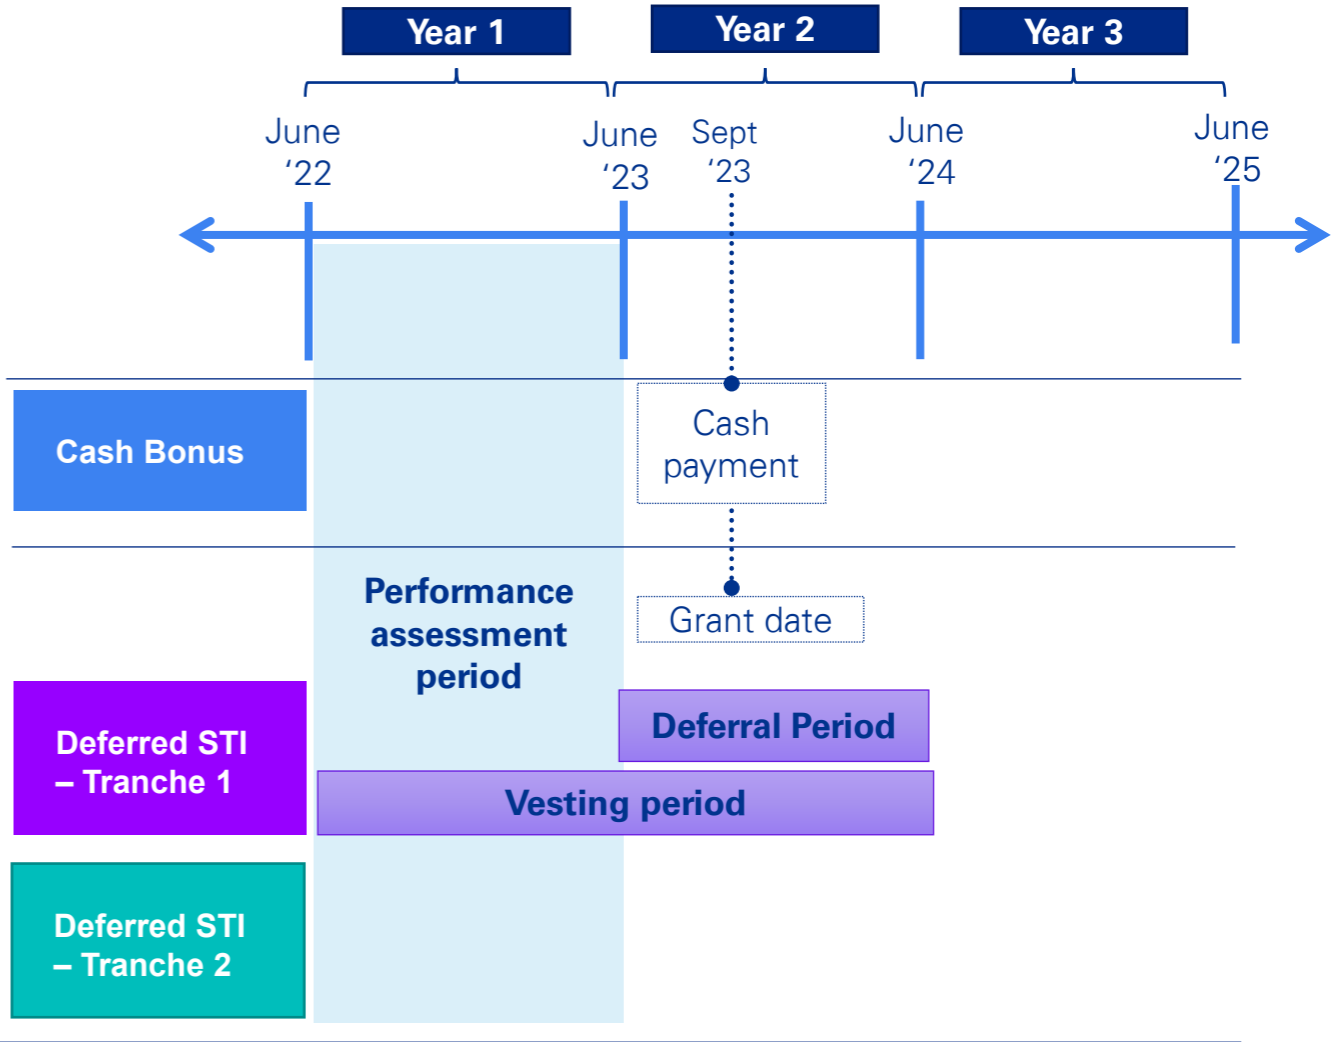 Year 1
Year 2
Year 3
June
‘22
June
‘23
Sept
‘23
June
‘24
June
‘25
Cash Bonus
Cash
payment
Performance
assessment
period
Grant date
Deferred STI
– Tranche 1
Deferral Period
Vesting period
Deferred STI
– Tranche 2